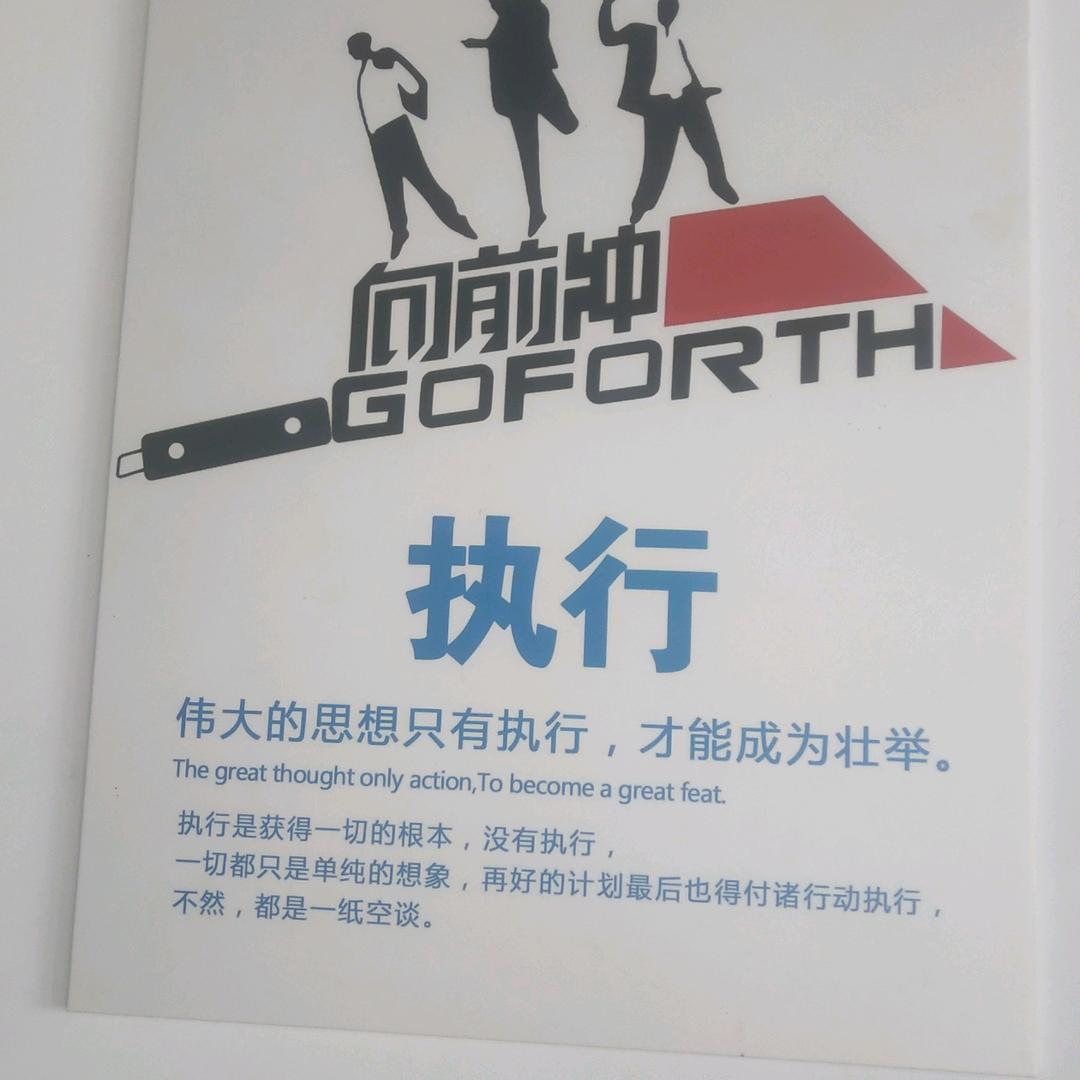 向前冲
GOFORTH
执行
伟大的思想只有执行，才能成为壮举。
The great thought only action,To become a great feat.
执行是获得一切的根本，没有执行，
一切都只是单纯的想象，再好的计划最后也得付诸行动执行，
不然，都是一纸空谈。